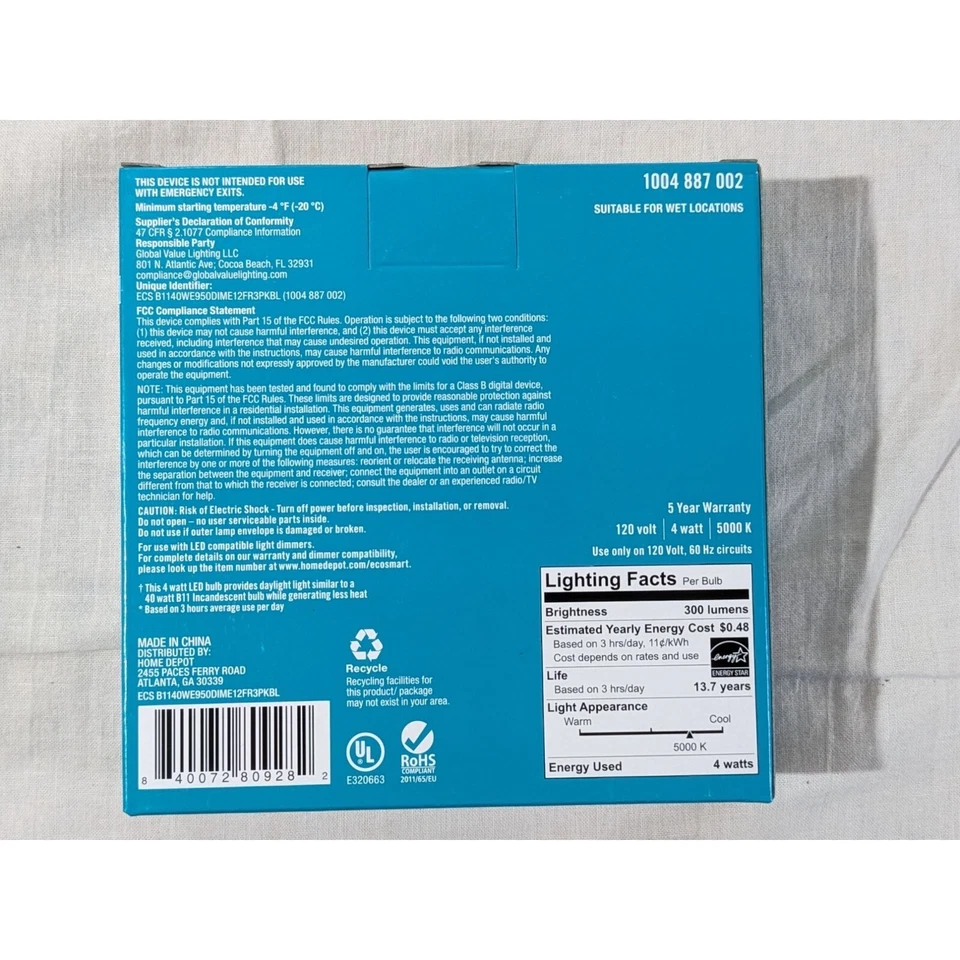 THIS DEVICE IS NOT INTENDED FOR USE
WITH EMERGENCY EXITS.
Minimum starting temperature -4 °F (-20 °C)
Supplier's Declaration of Conformity
47 CFR § 2.1077 Compliance Information
Responsible Party
Global Value Lighting LLC
801 N. Atlantic Ave; Cocoa Beach, FL 32931
compliance@globalvaluelighting.com
Unique Identifier:
ECS B1140WE950DIME12FR3PKBL (1004 887 002)
FCC Compliance Statement
This device complies with Part 15 of the FCC Rules. Operation is subject to the following two conditions:
(1) this device may not cause harmful interference, and (2) this device must accept any interference
received, including interference that may cause undesired operation. This equipment, if not installed and
used in accordance with the instructions, may cause harmful interference to radio communications. Any
changes or modifications not expressly approved by the manufacturer could void the user's authority to
operate the equipment.
NOTE: This equipment has been tested and found to comply with the limits for a Class B digital device,
pursuant to Part 15 of the FCC Rules. These limits are designed to provide reasonable protection against
harmful interference in a residential installation. This equipment generates, uses and can radiate radio
frequency energy and, if not installed and used in accordance with the instructions, may cause harmful
interference to radio communications. However, there is no guarantee that interference will not occur in a
particular installation. If this equipment does cause harmful interference to radio or television reception,
which can be determined by turning the equipment off and on, the user is encouraged to try to correct the
interference by one or more of the following measures: reorient or relocate the receiving antenna; increase
the separation between the equipment and receiver; connect the equipment into an outlet on a circuit
different from that to which the receiver is connected; consult the dealer or an experienced radio/TV
technician for help.
CAUTION: Risk of Electric Shock - Turn off power before inspection, installation, or removal.
Do not open – no user serviceable parts inside.
Do not use if outer lamp envelope is damaged or broken.
For use with LED compatible light dimmers.
For complete details on our warranty and dimmer compatibility,
please look up the item number at www.homedepot.com/ecosmart.
† This 4 watt LED bulb provides daylight light similar to a
40 watt B11 Incandescent bulb while generating less heat
* Based on 3 hours average use per day
MADE IN CHINA
DISTRIBUTED BY:
HOME DEPOT
2455 PACES FERRY ROAD
ATLANTA, GA 30339
ECS B1140WE950DIME12FR3PKBL
8 40072 80928 2
Recycle
Recycling facilities for
this product/ package
may not exist in your area.
UL
E320663
RoHS
COMPLIANT
2011/65/EU
1004 887 002
SUITABLE FOR WET LOCATIONS
5 Year Warranty
120 volt | 4 watt | 5000 K
Use only on 120 Volt, 60 Hz circuits
Lighting Facts Per Bulb
Brightness 300 lumens
Estimated Yearly Energy Cost $0.48
Based on 3 hrs/day, 11¢/kWh
Cost depends on rates and use
energy
ENERGY STAR
Life
Based on 3 hrs/day 13.7 years
Light Appearance
Warm Cool
5000 K
Energy Used 4 watts